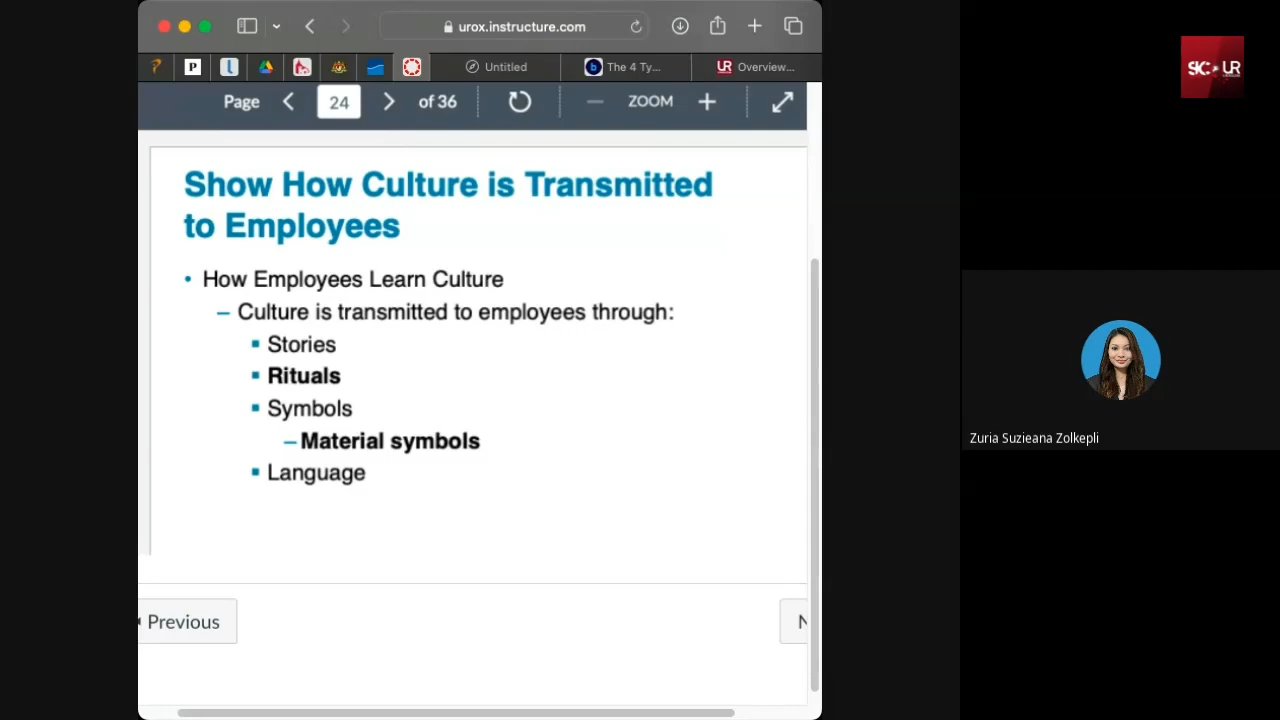 urox.instructure.com
P
Untitled
The 4 Ty...
UR
Overview...
Page
24
of 36
ZOOM
Show How Culture is Transmitted
to Employees
• How Employees Learn Culture
– Culture is transmitted to employees through:
▪ Stories
▪ Rituals
▪ Symbols
– Material symbols
▪ Language
Previous
N
UR
Zuria Suzieana Zolkepli